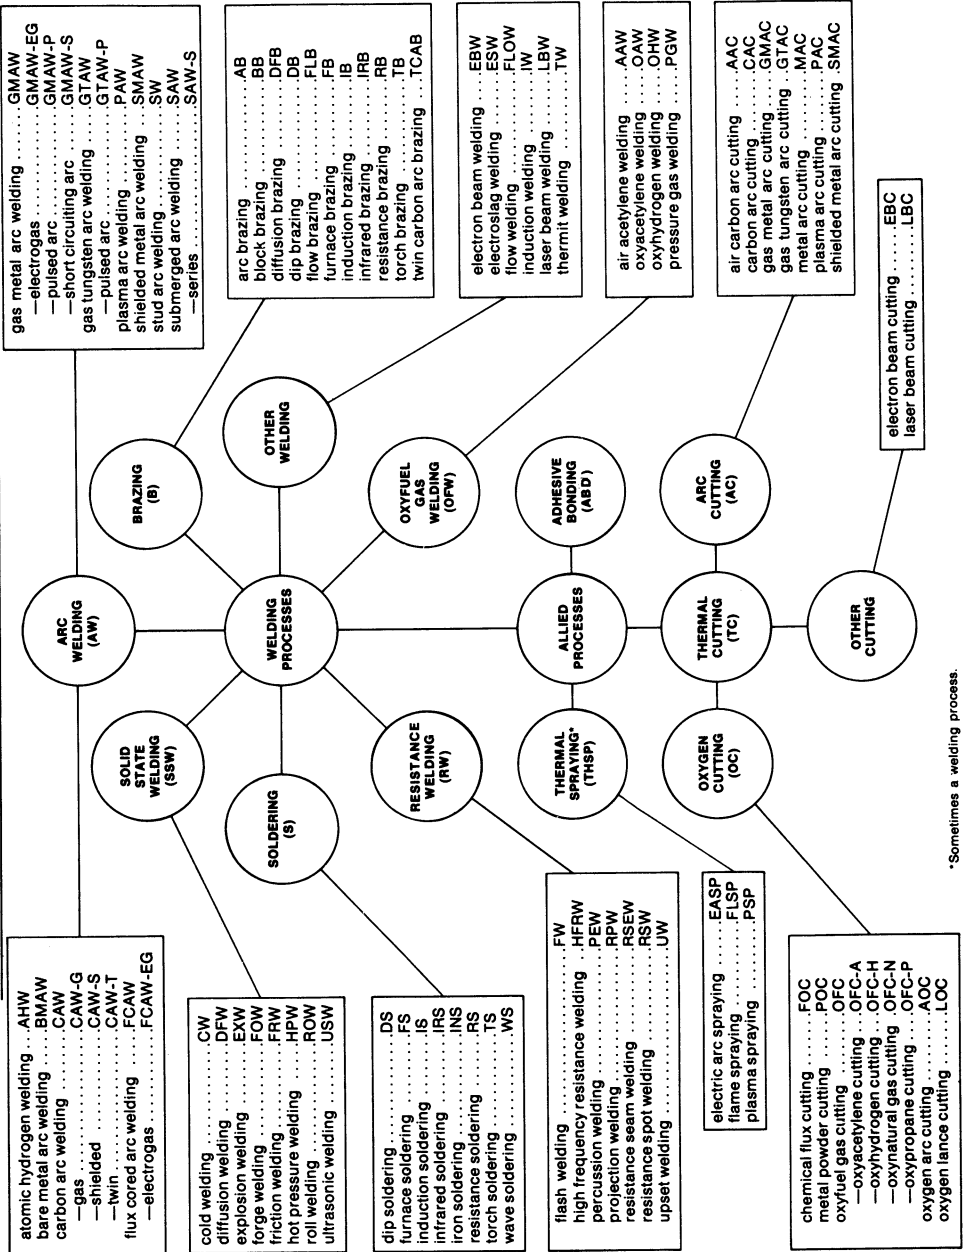 atomic hydrogen welding . . .AHW
bare metal arc welding . . . .BMAW
carbon arc welding . . . . . . .CAW
—gas . . . . . . . . . . . . . .CAW-G
—shielded . . . . . . . . . .CAW-S
—twin . . . . . . . . . . . . .CAW-T
flux cored arc welding . . . .FCAW
—electrogas . . . . . . . .FCAW-EG
gas metal arc welding . . . . . .GMAW
—electrogas . . . . . . . . . .GMAW-EG
—pulsed arc . . . . . . . . . .GMAW-P
—short circuiting arc . . . .GMAW-S
gas tungsten arc welding . . .GTAW
—pulsed arc . . . . . . . . . .GTAW-P
plasma arc welding . . . . . . . .PAW
shielded metal arc welding . .SMAW
stud arc welding . . . . . . . . . .SW
submerged arc welding . . . . .SAW
—series . . . . . . . . . . . . . .SAW-S
ARC
WELDING
(AW)
SOLID
STATE
WELDING
(SSW)
BRAZING
(B)
cold welding . . . . . . . . . .CW
diffusion welding . . . . . . .DFW
explosion welding . . . . . .EXW
forge welding . . . . . . . . . .FOW
friction welding . . . . . . . .FRW
hot pressure welding . . . .HPW
roll welding . . . . . . . . . . .ROW
ultrasonic welding . . . . . .USW
arc brazing . . . . . . . . . . . . .AB
block brazing . . . . . . . . . . .BB
diffusion brazing . . . . . . . . .DFB
dip brazing . . . . . . . . . . . . .DB
flow brazing . . . . . . . . . . . .FLB
furnace brazing . . . . . . . . . .FB
induction brazing . . . . . . . .IB
infrared brazing . . . . . . . . .IRB
resistance brazing . . . . . . .RB
torch brazing . . . . . . . . . . .TB
twin carbon arc brazing . . . .TCAB
SOLDERING
(S)
WELDING
PROCESSES
OTHER
WELDING
dip soldering . . . . . . . . . .DS
furnace soldering . . . . . . .FS
induction soldering . . . . . .IS
infrared soldering . . . . . . .IRS
iron soldering . . . . . . . . . .INS
resistance soldering . . . . .RS
torch soldering . . . . . . . . .TS
wave soldering . . . . . . . . .WS
electron beam welding . . . .EBW
electroslag welding . . . . . . .ESW
flow welding . . . . . . . . . . . .FLOW
induction welding . . . . . . . .IW
laser beam welding . . . . . . .LBW
thermit welding . . . . . . . . . .TW
RESISTANCE
WELDING
(RW)
OXYFUEL
GAS
WELDING
(OFW)
flash welding . . . . . . . . . . . . . . . .FW
high frequency resistance welding . .HFRW
percussion welding . . . . . . . . . . . .PEW
projection welding . . . . . . . . . . . .RPW
resistance seam welding . . . . . . . .RSEW
resistance spot welding . . . . . . . .RSW
upset welding . . . . . . . . . . . . . . . .UW
air acetylene welding . . . .AAW
oxyacetylene welding . . . .OAW
oxyhydrogen welding . . . .OHW
pressure gas welding . . . .PGW
THERMAL
SPRAYING*
(THSP)
ALLIED
PROCESSES
ADHESIVE
BONDING
(ABD)
electric arc spraying . . . . . .EASP
flame spraying . . . . . . . . . .FLSP
plasma spraying . . . . . . . . .PSP
air carbon arc cutting . . . . .AAC
carbon arc cutting . . . . . . . .CAC
gas metal arc cutting . . . . . .GMAC
gas tungsten arc cutting . . .GTAC
metal arc cutting . . . . . . . . .MAC
plasma arc cutting . . . . . . . .PAC
shielded metal arc cutting . .SMAC
OXYGEN
CUTTING
(OC)
THERMAL
CUTTING
(TC)
ARC
CUTTING
(AC)
chemical flux cutting . . . . . .FOC
metal powder cutting . . . . . .POC
oxyfuel gas cutting . . . . . . .OFC
—oxyacetylene cutting . . .OFC-A
—oxyhydrogen cutting . . .OFC-H
—oxynatural gas cutting .OFC-N
—oxypropane cutting . . . .OFC-P
oxygen arc cutting . . . . . . .AOC
oxygen lance cutting . . . . . .LOC
OTHER
CUTTING
electron beam cutting . . . . . .EBC
laser beam cutting . . . . . . . .LBC
*Sometimes a welding process.